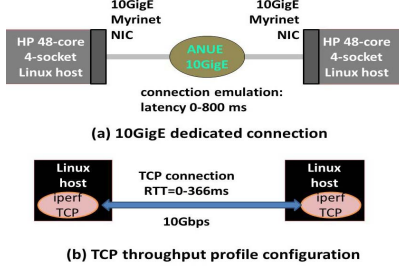 10GigE
Myrinet
NIC
10GigE
Myrinet
NIC
HP 48-core
4-socket
Linux host
ANUE
10GigE
HP 48-core
4-socket
Linux host
connection emulation:
latency 0-800 ms
(a) 10GigE dedicated connection
Linux
host
iperf
TCP
TCP connection
RTT=0-366ms
10Gbps
Linux
host
iperf
TCP
(b) TCP throughput profile configuration